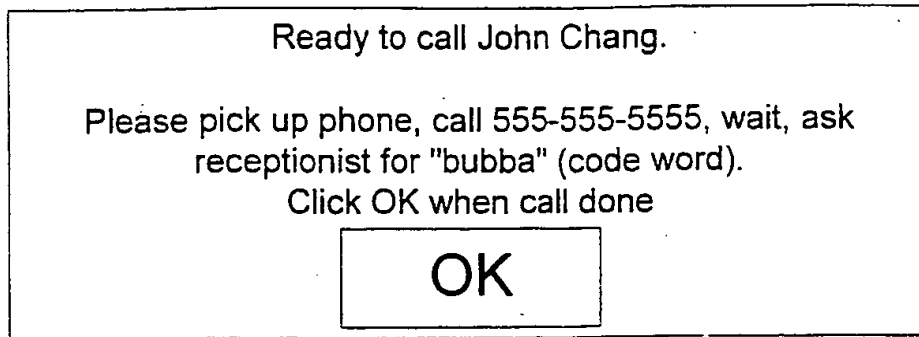 Ready to call John Chang.
Please pick up phone, call 555-555-5555, wait, ask
receptionist for "bubba" (code word).
Click OK when call done
OK